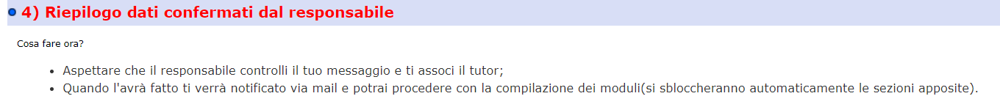 4) Riepilogo dati confermati dal responsabile
Cosa fare ora?
• Aspettare che il responsabile controlli il tuo messaggio e ti associ il tutor;
• Quando l'avrà fatto ti verrà notificato via mail e potrai procedere con la compilazione dei moduli(si sbloccheranno automaticamente le sezioni apposite).